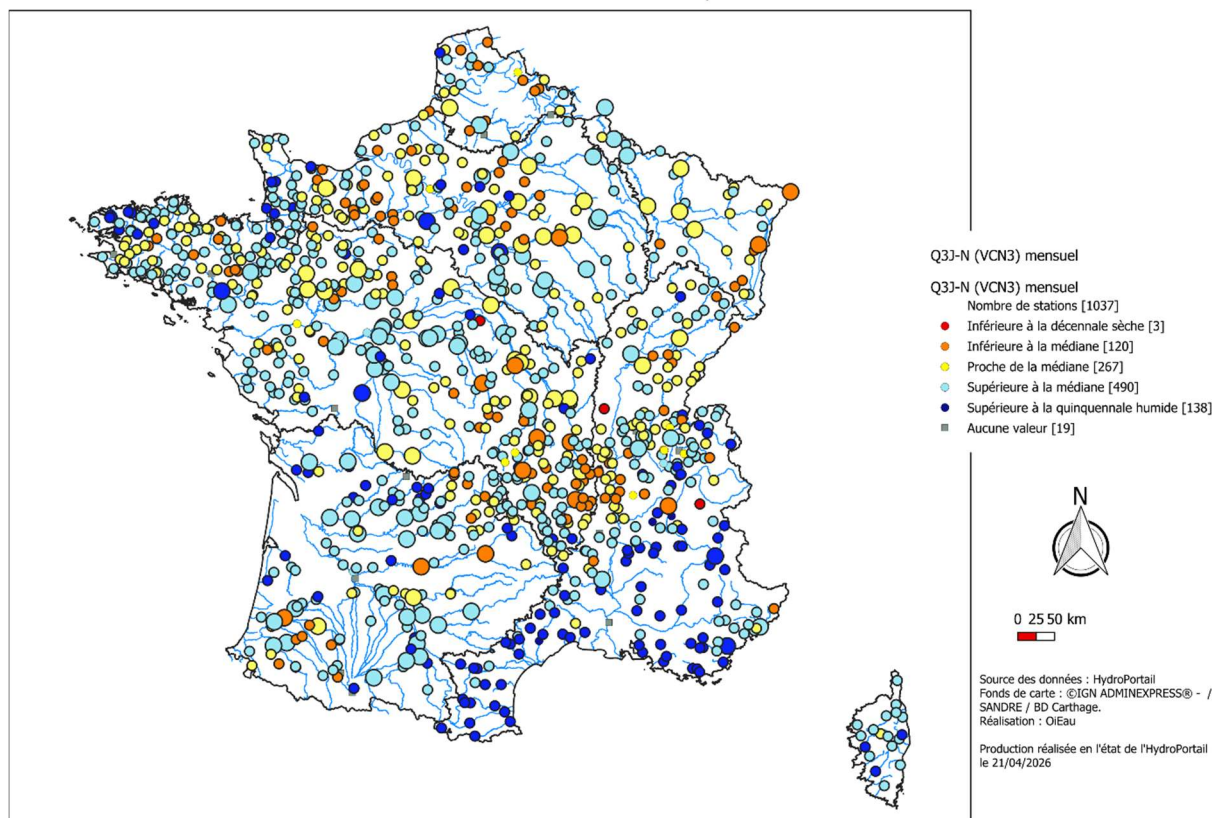 Q3J-N (VCN3) mensuel
Q3J-N (VCN3) mensuel
Nombre de stations [1037]
Inférieure à la décennale sèche [3]
Inférieure à la médiane [120]
Proche de la médiane [267]
Supérieure à la médiane [490]
Supérieure à la quinquennale humide [138]
Aucune valeur [19]
N
0 25 50 km
Source des données : HydroPortail
Fonds de carte : ©IGN ADMINEXPRESS® - /
SANDRE / BD Carthage.
Réalisation : OiEau
Production réalisée en l'état de l'HydroPortail
le 21/04/2026